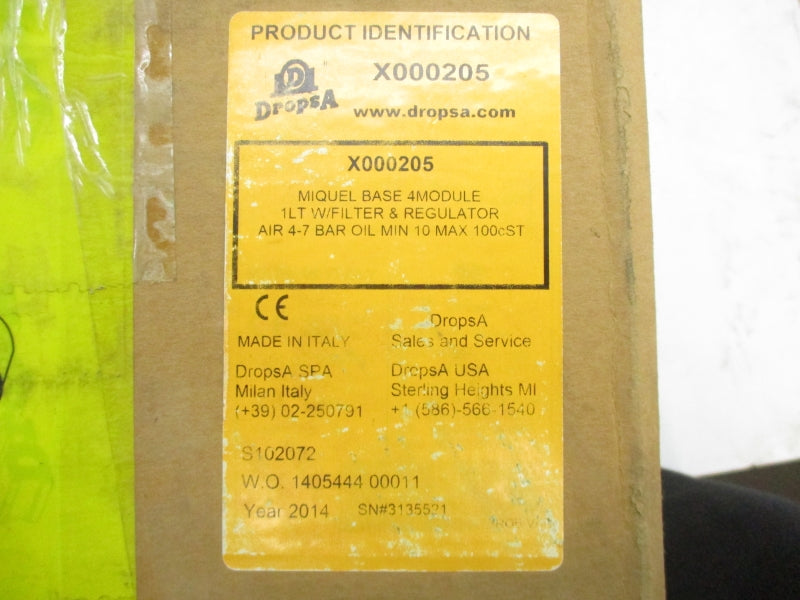 PRODUCT IDENTIFICATION
D
DropsA
X000205
www.dropsa.com
X000205
MIQUEL BASE 4MODULE
1LT W/FILTER & REGULATOR
AIR 4-7 BAR OIL MIN 10 MAX 100cST
CE
MADE IN ITALY
DropsA SPA
Milan Italy
(+39) 02-250791
DropsA
Sales and Service
DropsA USA
Sterling Heights MI
+1 (586)-566-1540
S102072
W.O. 1405444 00011
Year 2014 SN#3135521